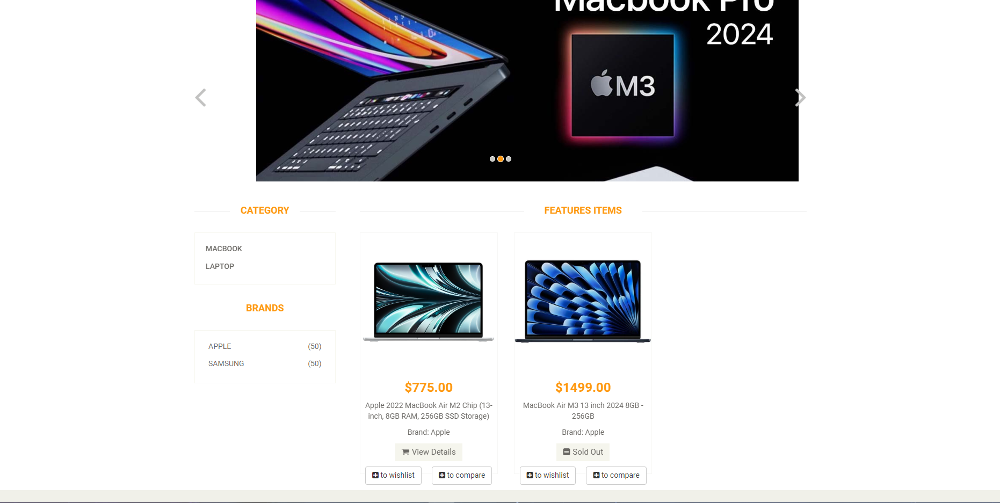 Macbook Pro
2024
M3
CATEGORY
MACBOOK
LAPTOP
BRANDS
APPLE (50)
SAMSUNG (50)
FEATURES ITEMS
$775.00
Apple 2022 MacBook Air M2 Chip (13-
inch, 8GB RAM, 256GB SSD Storage)
Brand: Apple
View Details
to wishlist
to compare
$1499.00
MacBook Air M3 13 inch 2024 8GB -
256GB
Brand: Apple
Sold Out
to wishlist
to compare